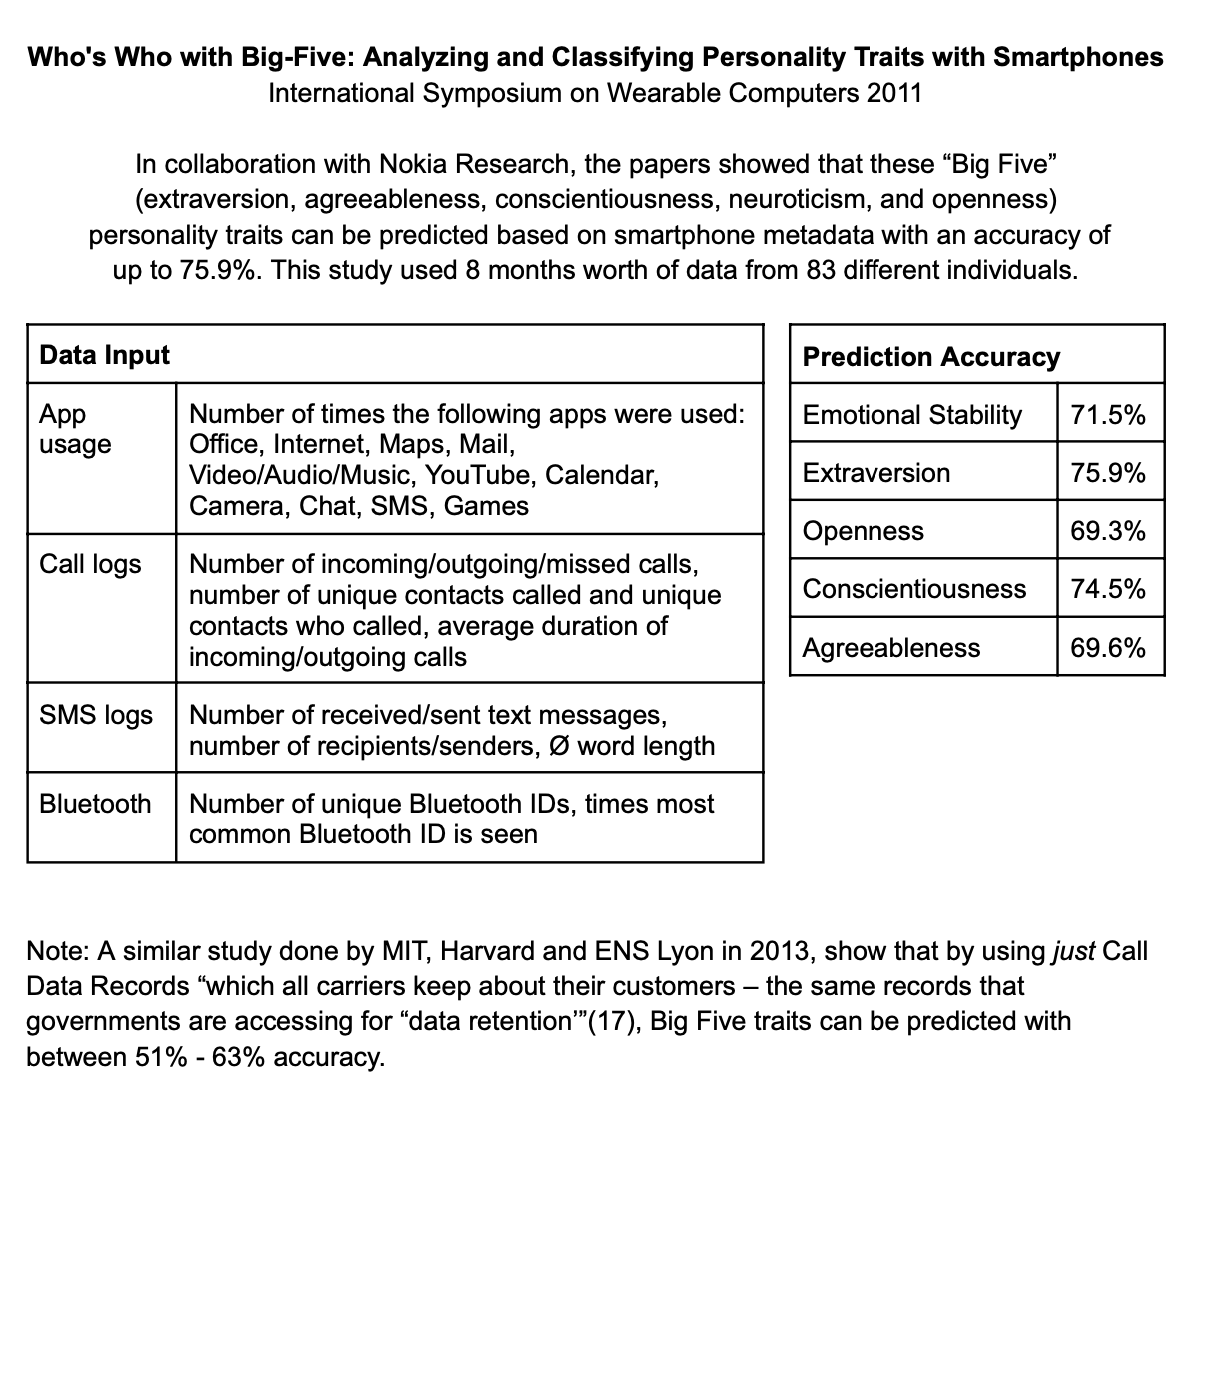 Who's Who with Big-Five: Analyzing and Classifying Personality Traits with Smartphones
International Symposium on Wearable Computers 2011
In collaboration with Nokia Research, the papers showed that these “Big Five”
(extraversion, agreeableness, conscientiousness, neuroticism, and openness)
personality traits can be predicted based on smartphone metadata with an accuracy of
up to 75.9%. This study used 8 months worth of data from 83 different individuals.
Data Input
App
usage
Number of times the following apps were used:
Office, Internet, Maps, Mail,
Video/Audio/Music, YouTube, Calendar,
Camera, Chat, SMS, Games
Call logs
Number of incoming/outgoing/missed calls,
number of unique contacts called and unique
contacts who called, average duration of
incoming/outgoing calls
SMS logs
Number of received/sent text messages,
number of recipients/senders, Ø word length
Bluetooth
Number of unique Bluetooth IDs, times most
common Bluetooth ID is seen
Prediction Accuracy
Emotional Stability 71.5%
Extraversion 75.9%
Openness 69.3%
Conscientiousness 74.5%
Agreeableness 69.6%
Note: A similar study done by MIT, Harvard and ENS Lyon in 2013, show that by using just Call
Data Records “which all carriers keep about their customers – the same records that
governments are accessing for “data retention’”(17), Big Five traits can be predicted with
between 51% - 63% accuracy.